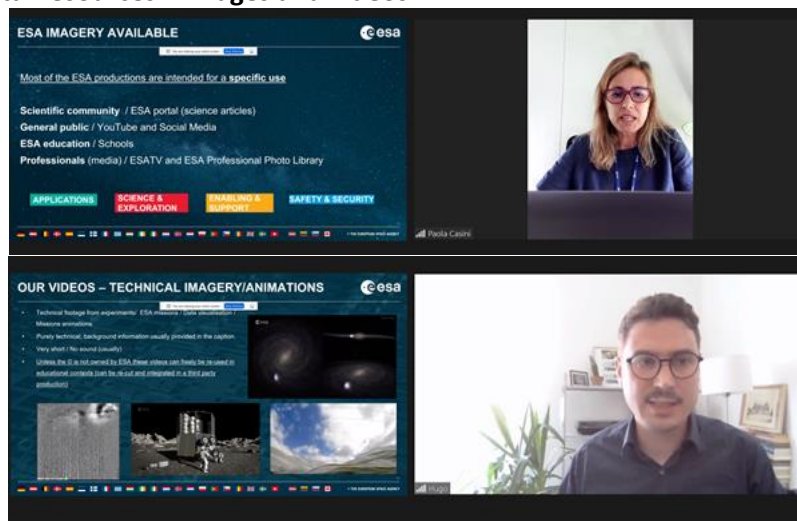 ESA IMAGERY AVAILABLE
esa
Most of the ESA productions are intended for a specific use
Scientific community / ESA portal (science articles)
General public / YouTube and Social Media
ESA education / Schools
Professionals (media) / ESATV and ESA Professional Photo Library
APPLICATIONS
SCIENCE & EXPLORATION
ENABLING & SUPPORT
SAFETY & SECURITY
Paola Casini
OUR VIDEOS – TECHNICAL IMAGERY/ANIMATIONS
esa
Technical footage from experiments/ ESA missions / Data visualisation /
Missions animations
Purely technical, background information usually provided in the caption.
Very short / No sound (usually)
Unless the © is not owned by ESA these videos can freely be re-used in
educational contexts (can be re-cut and integrated in a third party
production)
Hugo